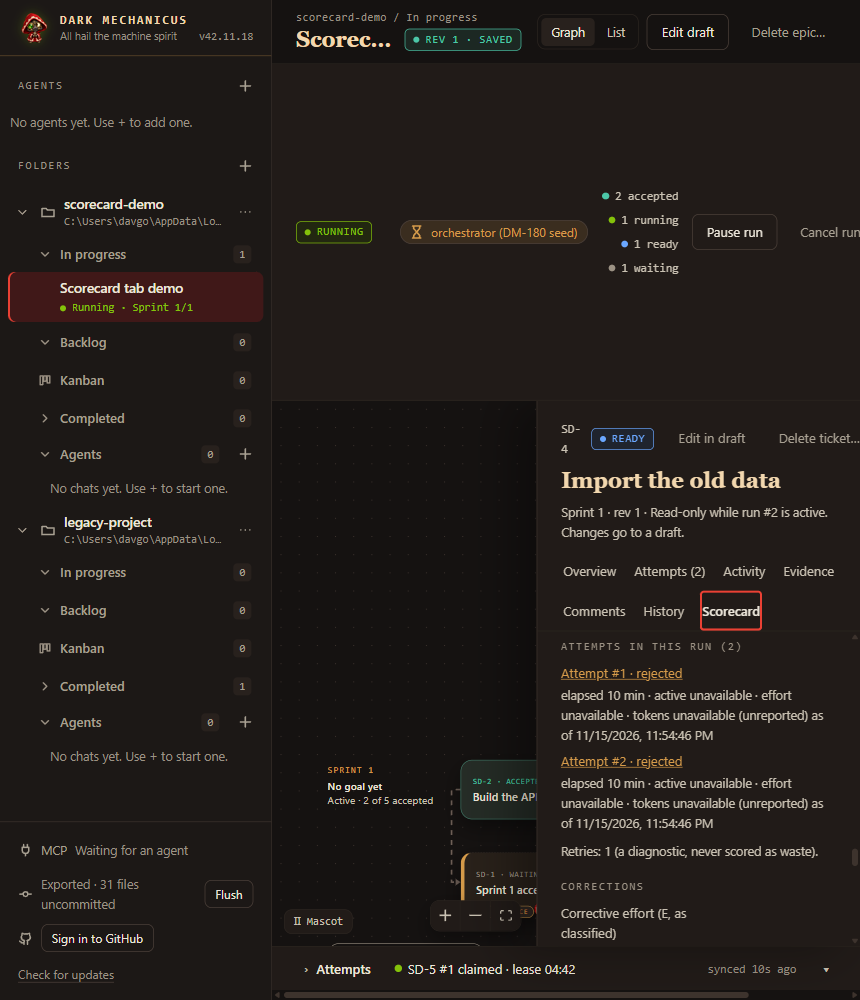 DARK MECHANICUS
All hail the machine spirit v42.11.18
AGENTS
No agents yet. Use + to add one.
FOLDERS
scorecard-demo
C:\Users\davgo\AppData\Lo…
In progress 1
Scorecard tab demo
Running · Sprint 1/1
Backlog 0
Kanban 0
Completed 0
Agents 0
No chats yet. Use + to start one.
legacy-project
C:\Users\davgo\AppData\Lo…
In progress 0
Backlog 0
Kanban 0
Completed 1
Agents 0
No chats yet. Use + to start one.
MCP Waiting for an agent
Exported · 31 files
uncommitted
Flush
Sign in to GitHub
Check for updates
scorecard-demo / In progress
Scorec…
REV 1 · SAVED
Graph List Edit draft Delete epic…
RUNNING
orchestrator (DM-180 seed)
2 accepted
1 running
1 ready
1 waiting
Pause run Cancel run
SPRINT 1
No goal yet
Active · 2 of 5 accepted
SD-2 · ACCEPT
Build the API
SD-1 · WAITIN
Sprint 1 acce
Mascot
SD-
4
READY Edit in draft Delete ticket…
Import the old data
Sprint 1 · rev 1 · Read-only while run #2 is active.
Changes go to a draft.
Overview Attempts (2) Activity Evidence
Comments History Scorecard
ATTEMPTS IN THIS RUN (2)
Attempt #1 · rejected
elapsed 10 min · active unavailable · effort
unavailable · tokens unavailable (unreported) as
of 11/15/2026, 11:54:46 PM
Attempt #2 · rejected
elapsed 10 min · active unavailable · effort
unavailable · tokens unavailable (unreported) as
of 11/15/2026, 11:54:46 PM
Retries: 1 (a diagnostic, never scored as waste).
CORRECTIONS
Corrective effort (E, as
classified)
Attempts SD-5 #1 claimed · lease 04:42 synced 10s ago